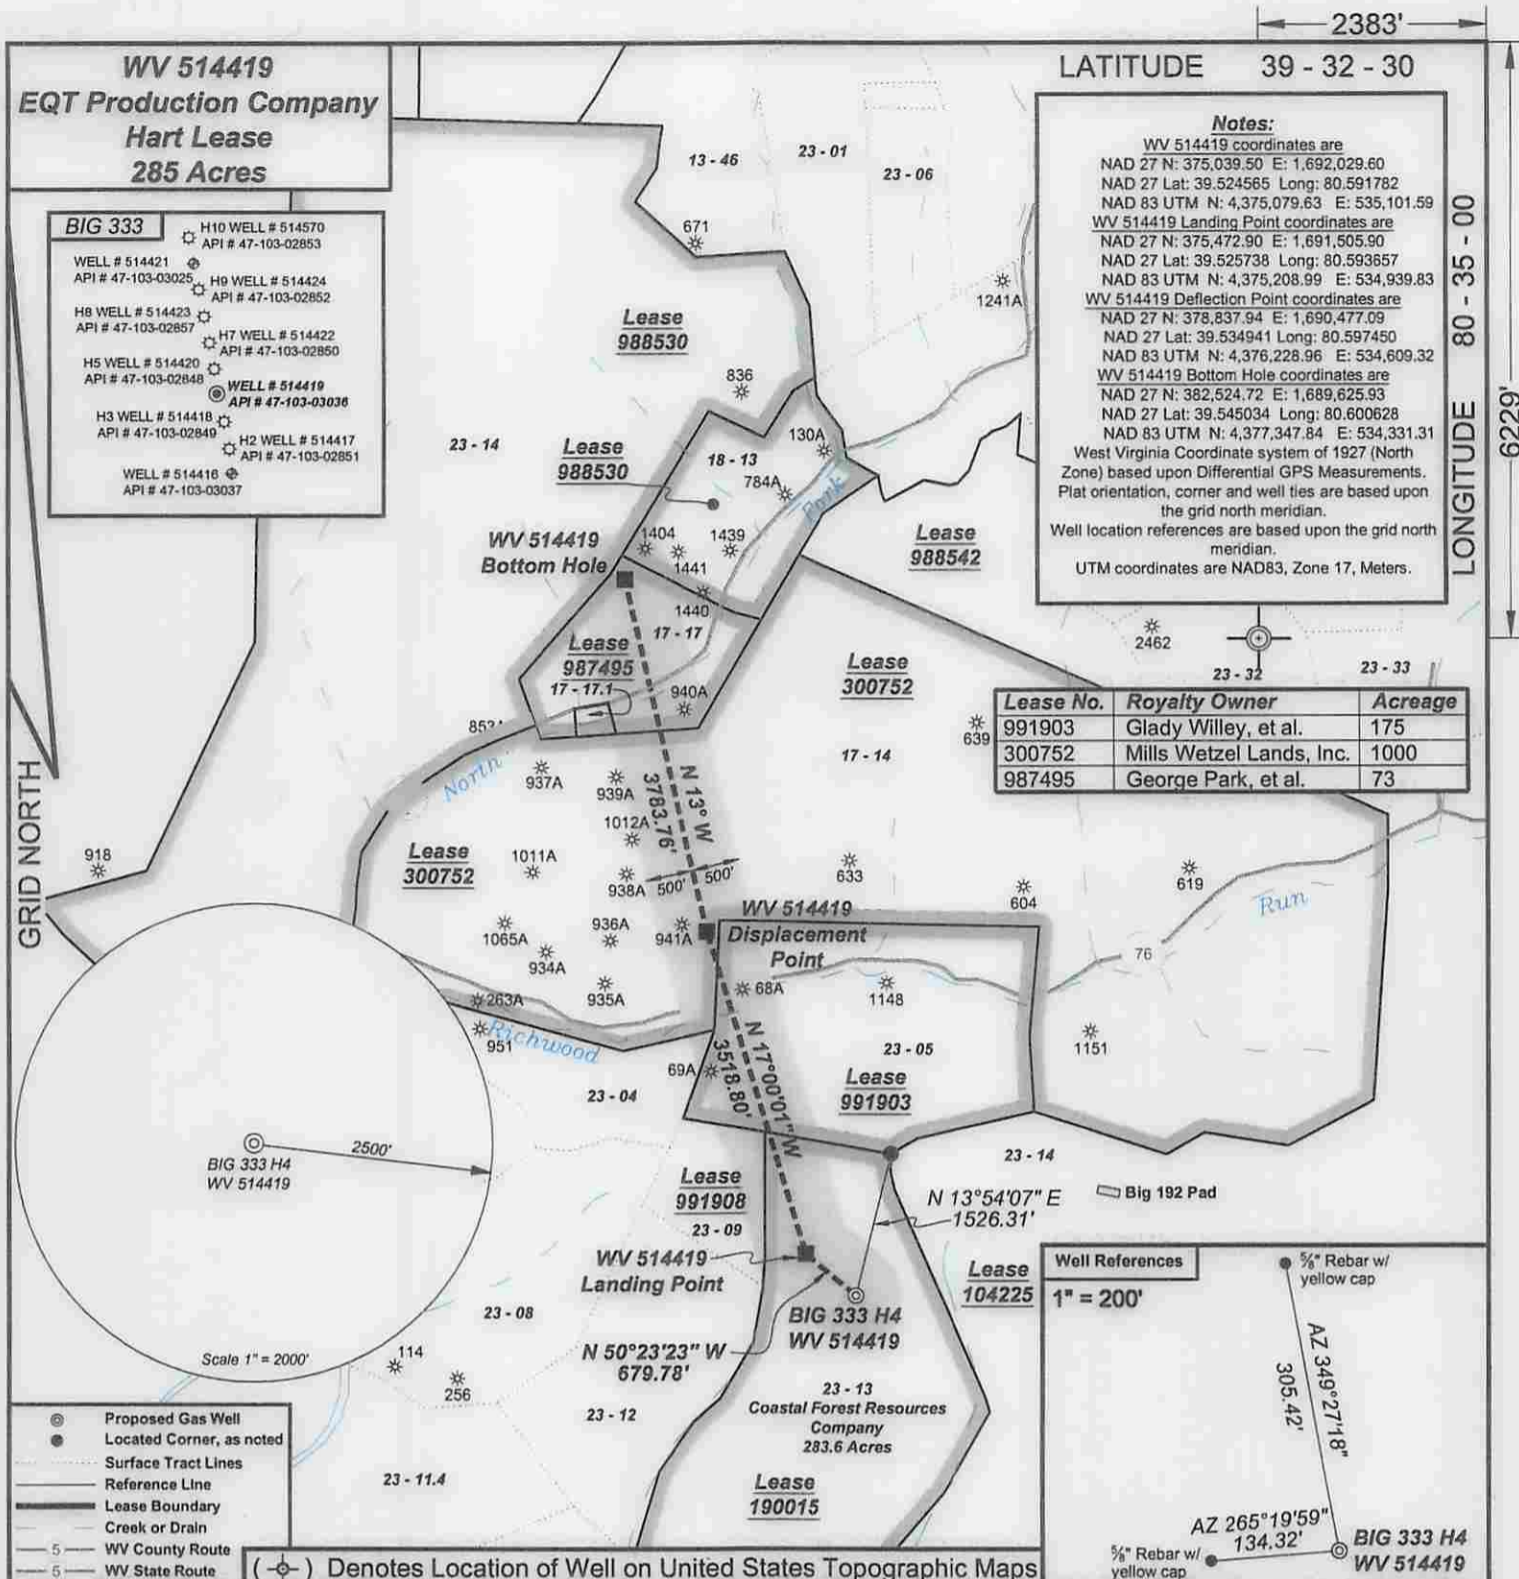 2383'
WV 514419
EQT Production Company
Hart Lease
285 Acres
LATITUDE 39 - 32 - 30
LONGITUDE 80 - 35 - 00
6229'
Notes:
WV 514419 coordinates are
NAD 27 N: 375,039.50 E: 1,692,029.60
NAD 27 Lat: 39.524565 Long: 80.591782
NAD 83 UTM N: 4,375,079.63 E: 535,101.59
WV 514419 Landing Point coordinates are
NAD 27 N: 375,472.90 E: 1,691,505.90
NAD 27 Lat: 39.525738 Long: 80.593657
NAD 83 UTM N: 4,375,208.99 E: 534,939.83
WV 514419 Deflection Point coordinates are
NAD 27 N: 378,837.94 E: 1,690,477.09
NAD 27 Lat: 39.534941 Long: 80.597450
NAD 83 UTM N: 4,376,228.96 E: 534,609.32
WV 514419 Bottom Hole coordinates are
NAD 27 N: 382,524.72 E: 1,689,625.93
NAD 27 Lat: 39.545034 Long: 80.600628
NAD 83 UTM N: 4,377,347.84 E: 534,331.31
West Virginia Coordinate system of 1927 (North
Zone) based upon Differential GPS Measurements.
Plat orientation, corner and well ties are based upon
the grid north meridian.
Well location references are based upon the grid north
meridian.
UTM coordinates are NAD83, Zone 17, Meters.
BIG 333
H10 WELL # 514570
API # 47-103-02853
WELL # 514421
API # 47-103-03025
H9 WELL # 514424
API # 47-103-02852
H8 WELL # 514423
API # 47-103-02857
H7 WELL # 514422
API # 47-103-02850
H5 WELL # 514420
API # 47-103-02848
WELL # 514419
API # 47-103-03036
H3 WELL # 514418
API # 47-103-02849
H2 WELL # 514417
API # 47-103-02851
WELL # 514416
API # 47-103-03037
13 - 46
23 - 01
23 - 06
671
1241A
Lease
988530
836
23 - 14
Lease
988530
18 - 13
130A
784A
Fork
WV 514419
Bottom Hole
1404
1441
1439
1440
Lease
988542
17 - 17
Lease
987495
17 - 17.1
940A
Lease
300752
2462
23 - 32
23 - 33
Lease No. Royalty Owner Acreage
991903 Glady Willey, et al. 175
300752 Mills Wetzel Lands, Inc. 1000
987495 George Park, et al. 73
639
17 - 14
GRID NORTH
North
937A
939A
N 13° W
3783.76'
1012A
Lease
300752
1011A
938A
500' 500'
633
604
619
Run
918
1065A
936A
941A
934A
935A
263A
951
Richwood
WV 514419
Displacement
Point
68A
1148
76
1151
69A
N 17°00'01" W
3518.80'
23 - 05
Lease
991903
23 - 04
2500'
BIG 333 H4
WV 514419
Scale 1" = 2000'
23 - 14
Big 192 Pad
Lease
991908
23 - 09
N 13°54'07" E
1526.31'
WV 514419
Landing Point
Lease
104225
BIG 333 H4
WV 514419
N 50°23'23" W
679.78'
23 - 08
114
256
23 - 12
23 - 11.4
23 - 13
Coastal Forest Resources
Company
283.6 Acres
Lease
190015
Well References
1" = 200'
⅝" Rebar w/
yellow cap
AZ 349°27'18"
305.42'
AZ 265°19'59"
134.32'
⅝" Rebar w/
yellow cap
BIG 333 H4
WV 514419
Proposed Gas Well
Located Corner, as noted
Surface Tract Lines
Reference Line
Lease Boundary
Creek or Drain
5 WV County Route
5 WV State Route
( ) Denotes Location of Well on United States Topographic Maps